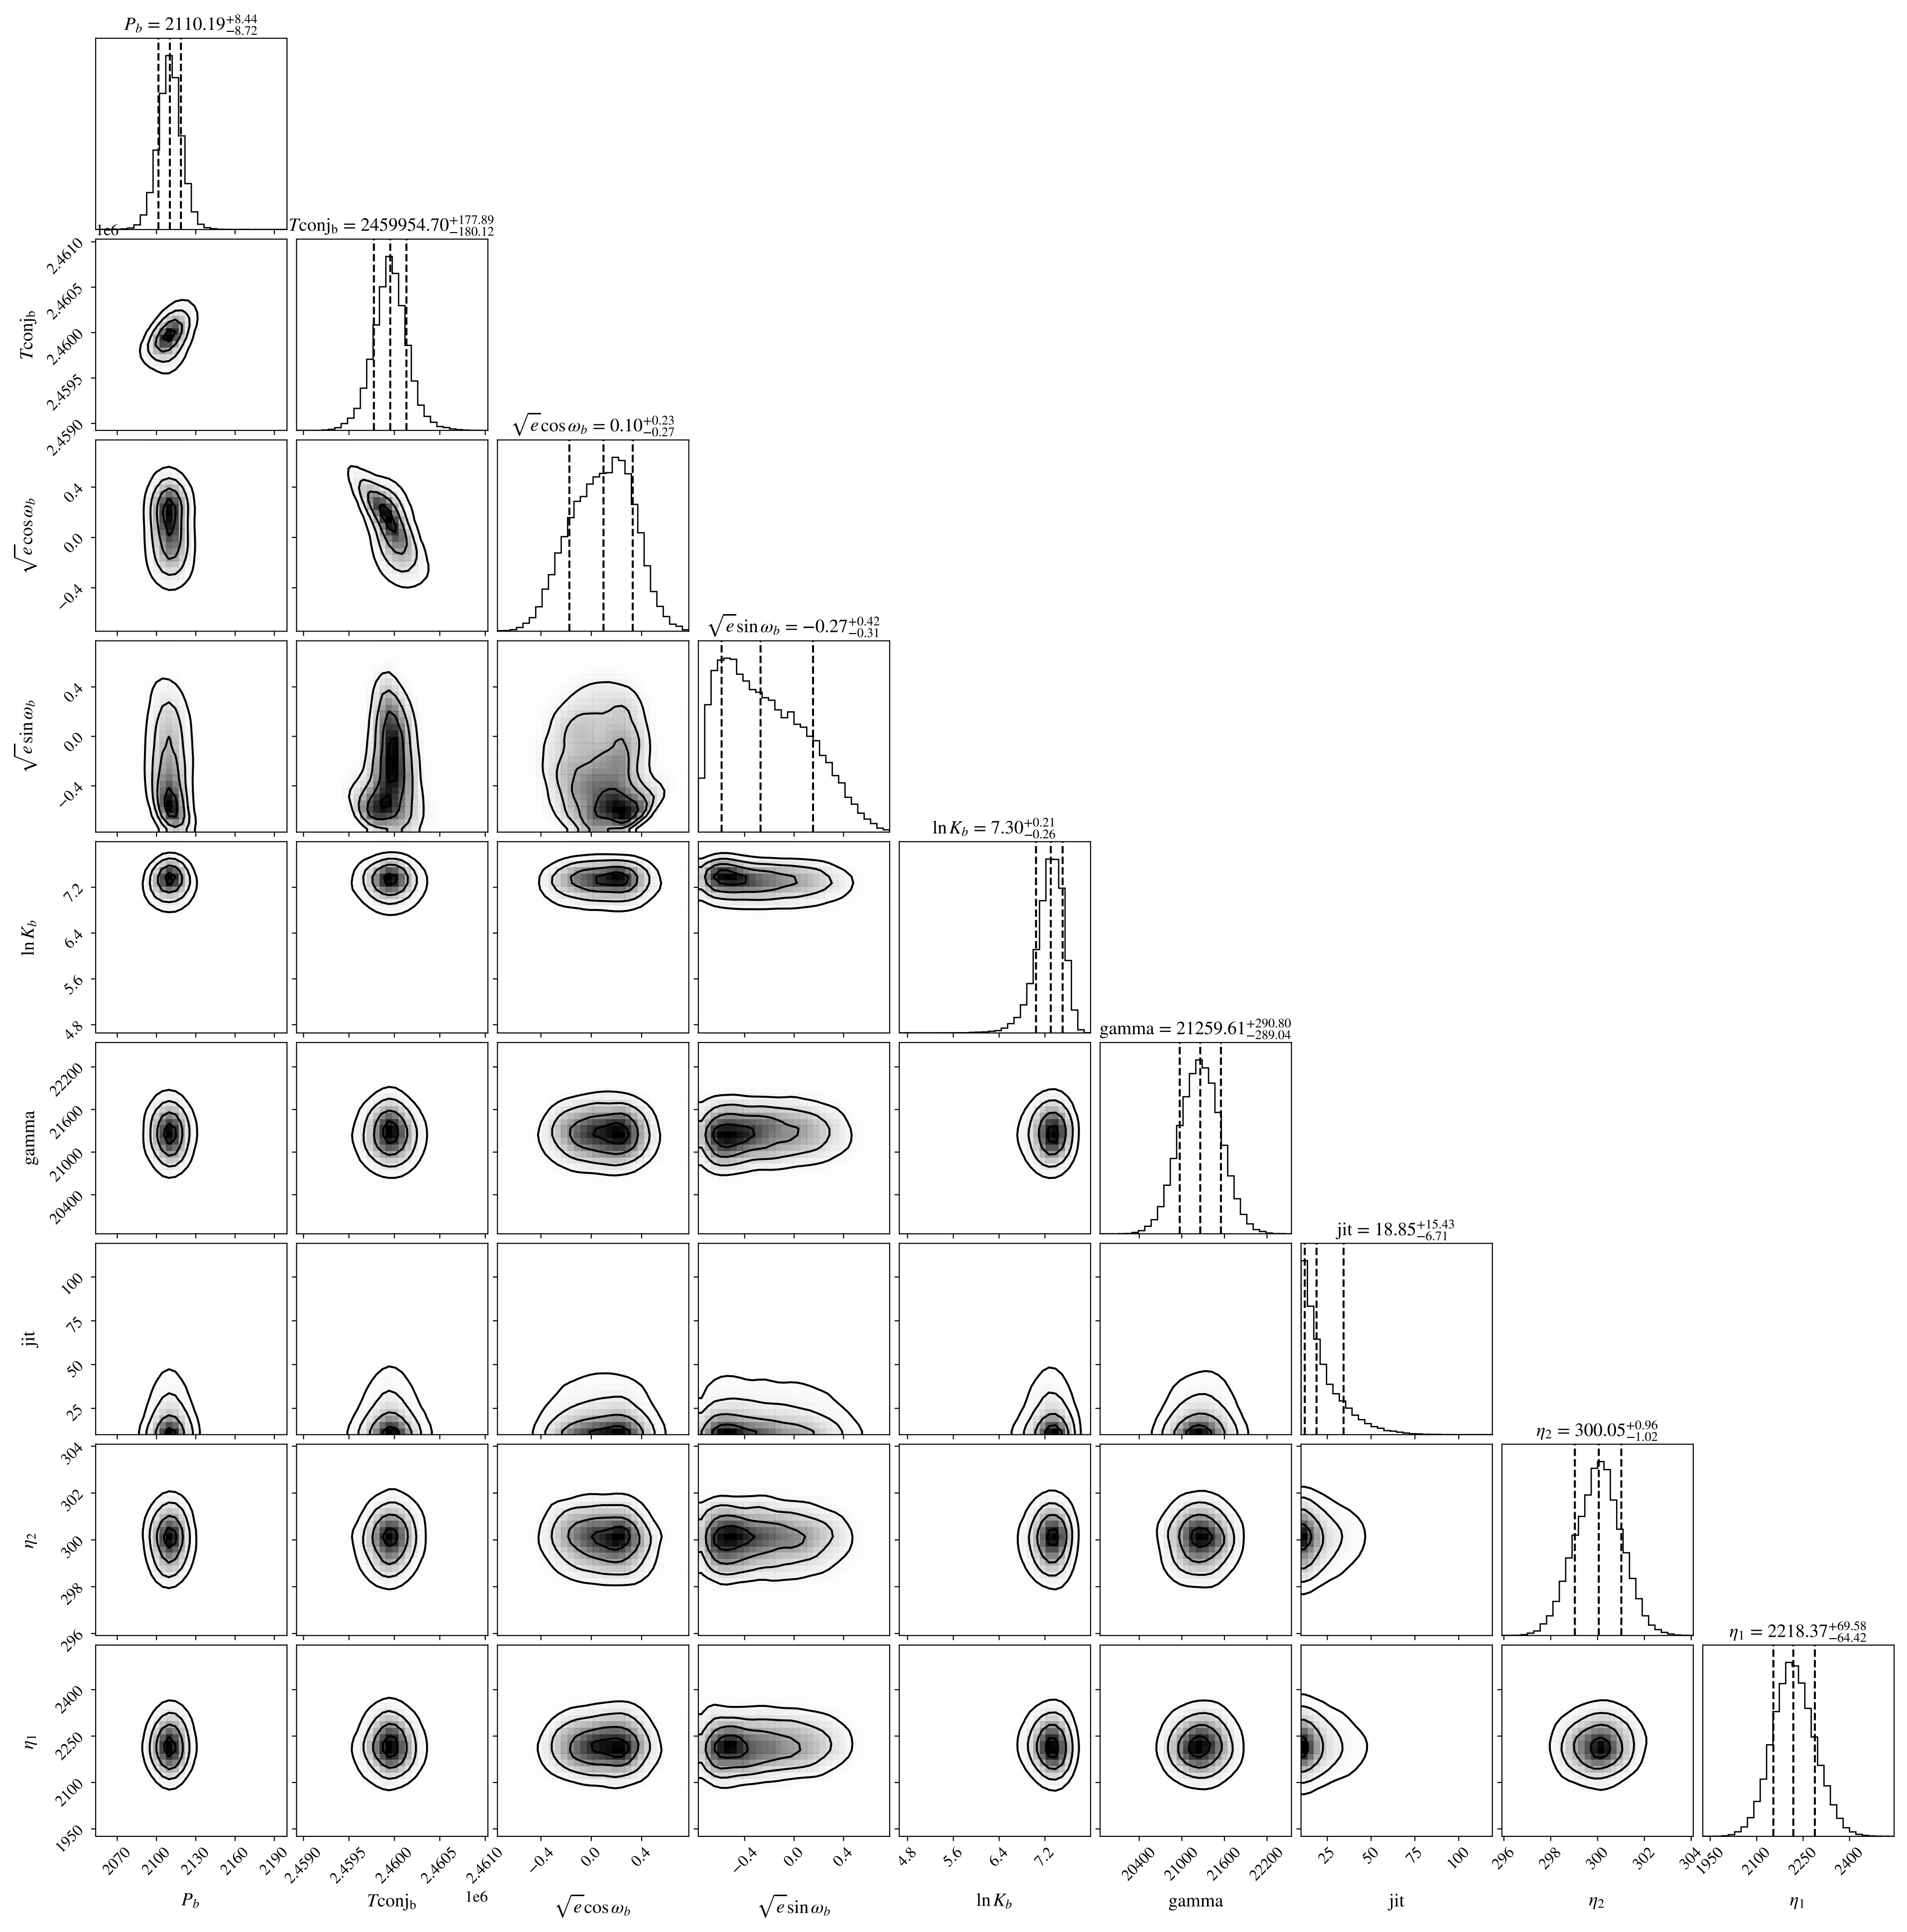 P_b = 2110.19^{+8.44}_{-8.72}
1e6
Tconj_b = 2459954.70^{+177.89}_{-180.12}
2.4610
2.4605
2.4600
2.4595
2.4590
Tconj_b
√e cos ω_b = 0.10^{+0.23}_{-0.27}
0.4
0.0
−0.4
√e cos ω_b
√e sin ω_b = −0.27^{+0.42}_{-0.31}
0.4
0.0
−0.4
√e sin ω_b
ln K_b = 7.30^{+0.21}_{-0.26}
7.2
6.4
5.6
4.8
ln K_b
gamma = 21259.61^{+290.80}_{-289.04}
22200
21600
21000
20400
gamma
jit = 18.85^{+15.43}_{-6.71}
100
75
50
25
jit
η_2 = 300.05^{+0.96}_{-1.02}
304
302
300
298
296
η_2
η_1 = 2218.37^{+69.58}_{-64.42}
2400
2250
2100
1950
η_1
2070 2100 2130 2160 2190
2.4590 2.4595 2.4600 2.4605 2.4610
−0.4 0.0 0.4
−0.4 0.0 0.4
4.8 5.6 6.4 7.2
20400 21000 21600 22200
25 50 75 100
296 298 300 302 304
1950 2100 2250 2400
1e6
P_b Tconj_b √e cos ω_b √e sin ω_b ln K_b gamma jit η_2 η_1